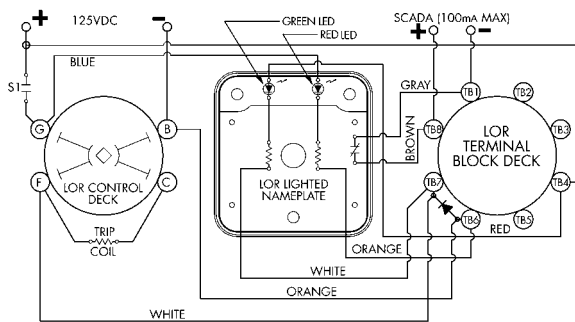 + 125VDC -
GREEN LED
RED LED
SCADA (100mA MAX)
+ -
BLUE
S1
GRAY
TB1
TB2
G
B
BROWN
TB8
LOR
TERMINAL
BLOCK DECK
TB3
F
LOR CONTROL
DECK
C
LOR LIGHTED
NAMEPLATE
TB7
TB4
TB6
TB5
RED
TRIP
COIL
ORANGE
WHITE
ORANGE
WHITE